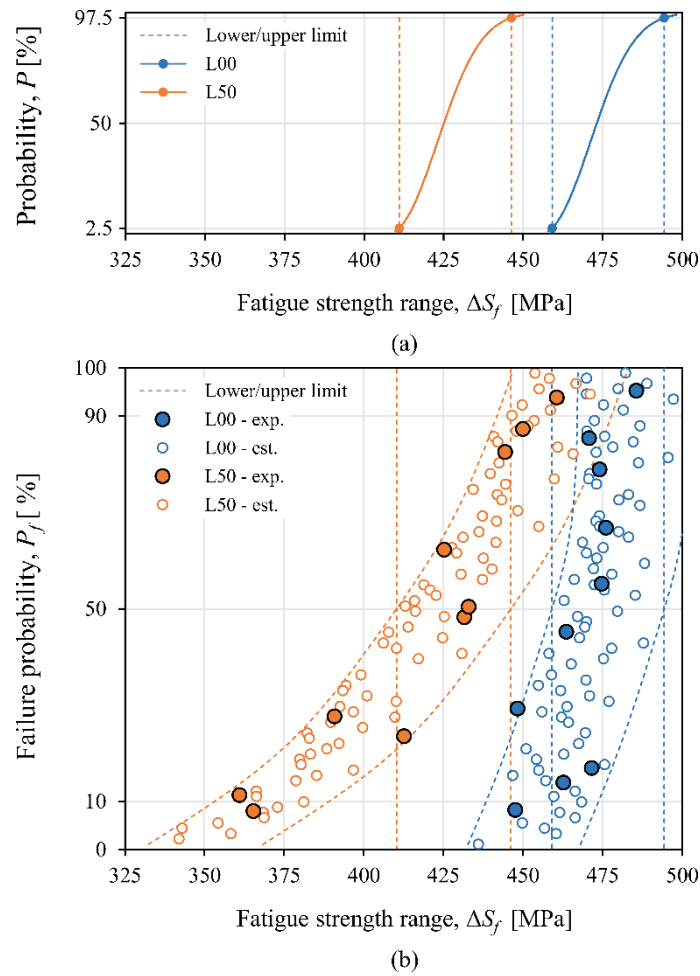 97.5
50
2.5
Probability, P [%]
Lower/upper limit
L00
L50
325 350 375 400 425 450 475 500
Fatigue strength range, ΔS_f [MPa]
(a)
100
90
50
10
0
Failure probability, P_f [ %]
Lower/upper limit
L00 - exp.
L00 - est.
L50 - exp.
L50 - est.
325 350 375 400 425 450 475 500
Fatigue strength range, ΔS_f [MPa]
(b)